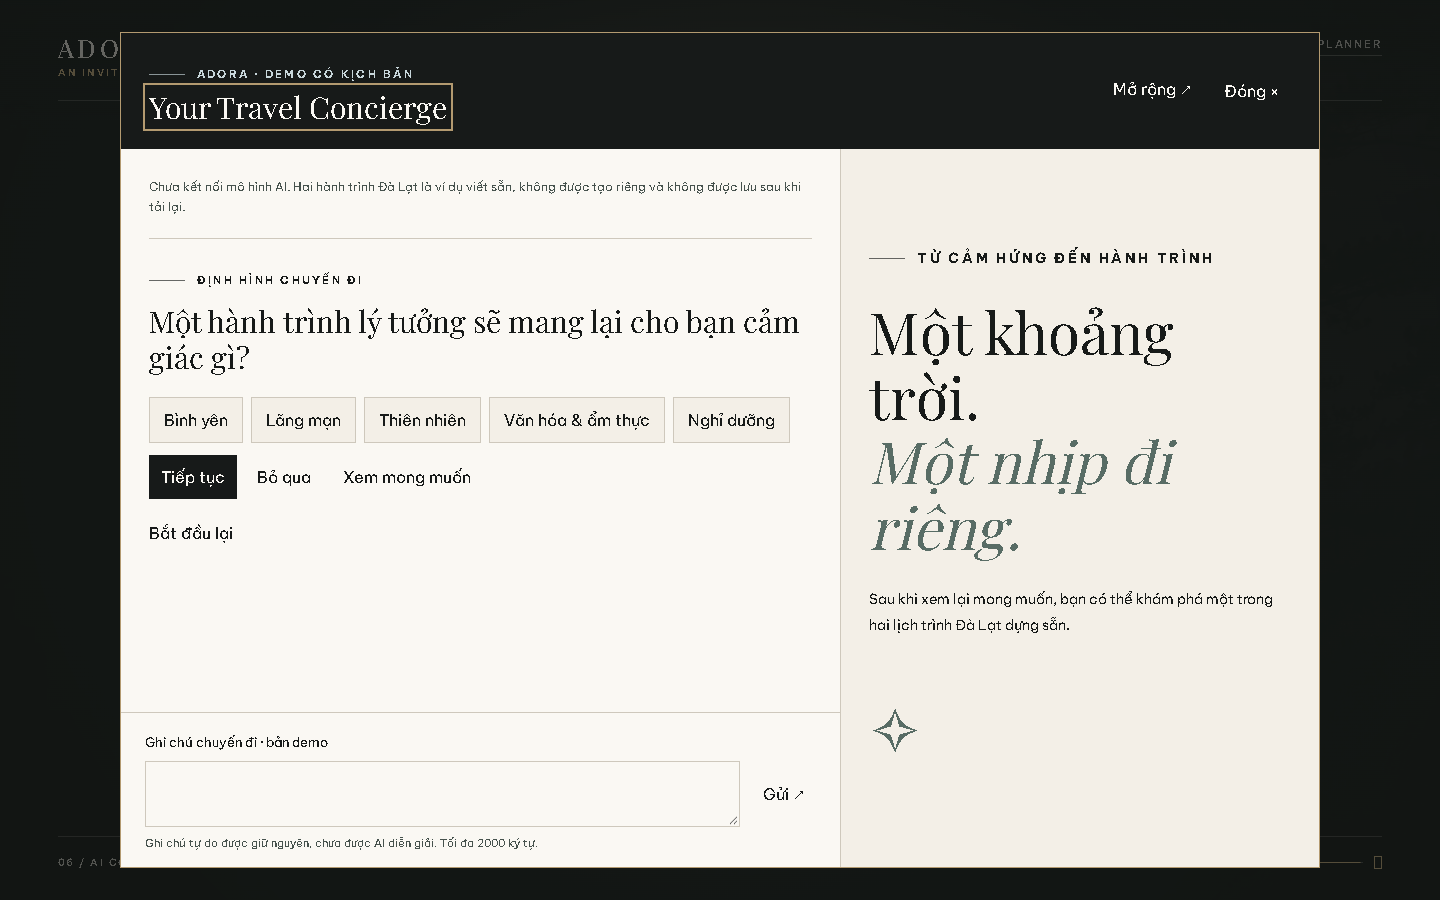 ADO
AN INVIT
PLANNER
ADORA · DEMO CÓ KỊCH BẢN
Your Travel Concierge
Mở rộng ↗
Đóng ×
Chưa kết nối mô hình AI. Hai hành trình Đà Lạt là ví dụ viết sẵn, không được tạo riêng và không được lưu sau khi
tải lại.
ĐỊNH HÌNH CHUYẾN ĐI
Một hành trình lý tưởng sẽ mang lại cho bạn cảm
giác gì?
Bình yên
Lãng mạn
Thiên nhiên
Văn hóa & ẩm thực
Nghỉ dưỡng
Tiếp tục
Bỏ qua
Xem mong muốn
Bắt đầu lại
Ghi chú chuyến đi · bản demo
Gửi ↗
Ghi chú tự do được giữ nguyên, chưa được AI diễn giải. Tối đa 2000 ký tự.
TỪ CẢM HỨNG ĐẾN HÀNH TRÌNH
Một khoảng
trời.
Một nhịp đi
riêng.
Sau khi xem lại mong muốn, bạn có thể khám phá một trong
hai lịch trình Đà Lạt dựng sẵn.
06 / AI C